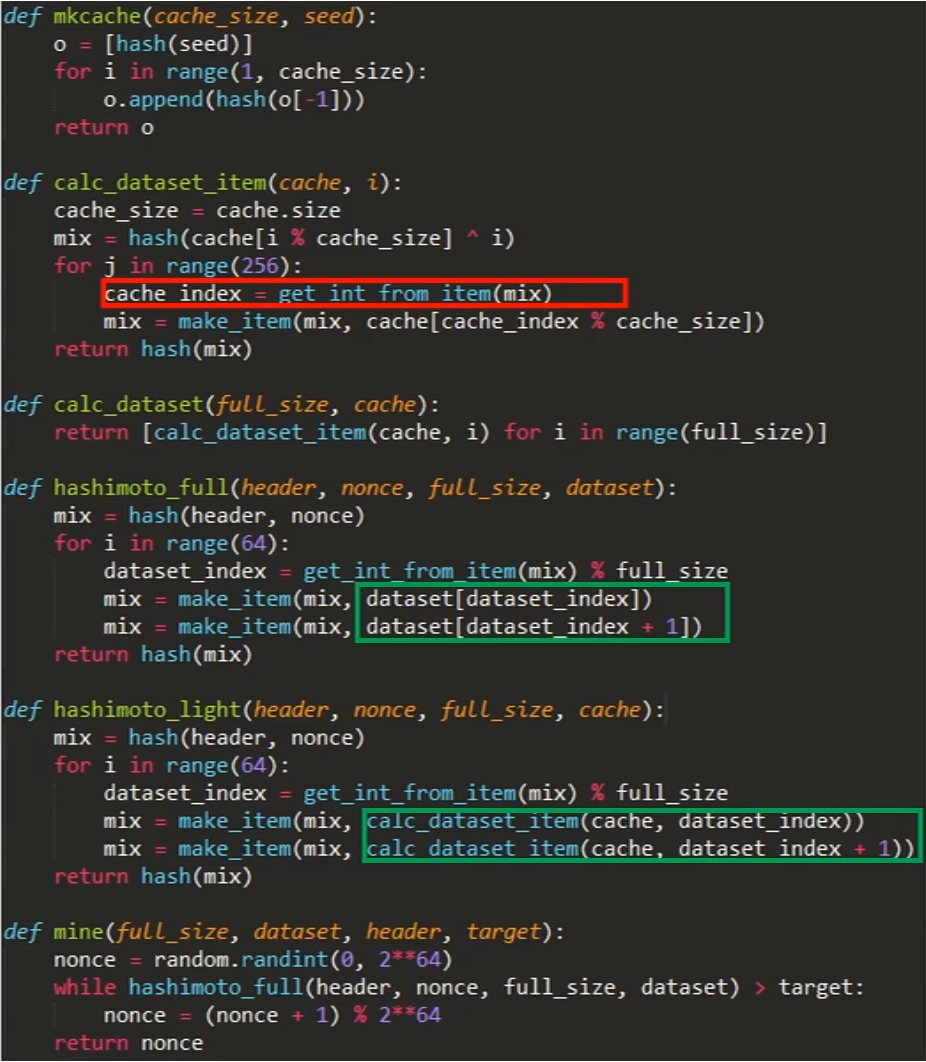 def mkcache(cache_size, seed):
    o = [hash(seed)]
    for i in range(1, cache_size):
        o.append(hash(o[-1]))
    return o

def calc_dataset_item(cache, i):
    cache_size = cache.size
    mix = hash(cache[i % cache_size] ^ i)
    for j in range(256):
        cache_index = get_int_from_item(mix)
        mix = make_item(mix, cache[cache_index % cache_size])
    return hash(mix)

def calc_dataset(full_size, cache):
    return [calc_dataset_item(cache, i) for i in range(full_size)]

def hashimoto_full(header, nonce, full_size, dataset):
    mix = hash(header, nonce)
    for i in range(64):
        dataset_index = get_int_from_item(mix) % full_size
        mix = make_item(mix, dataset[dataset_index])
        mix = make_item(mix, dataset[dataset_index + 1])
    return hash(mix)

def hashimoto_light(header, nonce, full_size, cache):
    mix = hash(header, nonce)
    for i in range(64):
        dataset_index = get_int_from_item(mix) % full_size
        mix = make_item(mix, calc_dataset_item(cache, dataset_index))
        mix = make_item(mix, calc_dataset_item(cache, dataset_index + 1))
    return hash(mix)

def mine(full_size, dataset, header, target):
    nonce = random.randint(0, 2**64)
    while hashimoto_full(header, nonce, full_size, dataset) > target:
        nonce = (nonce + 1) % 2**64
    return nonce